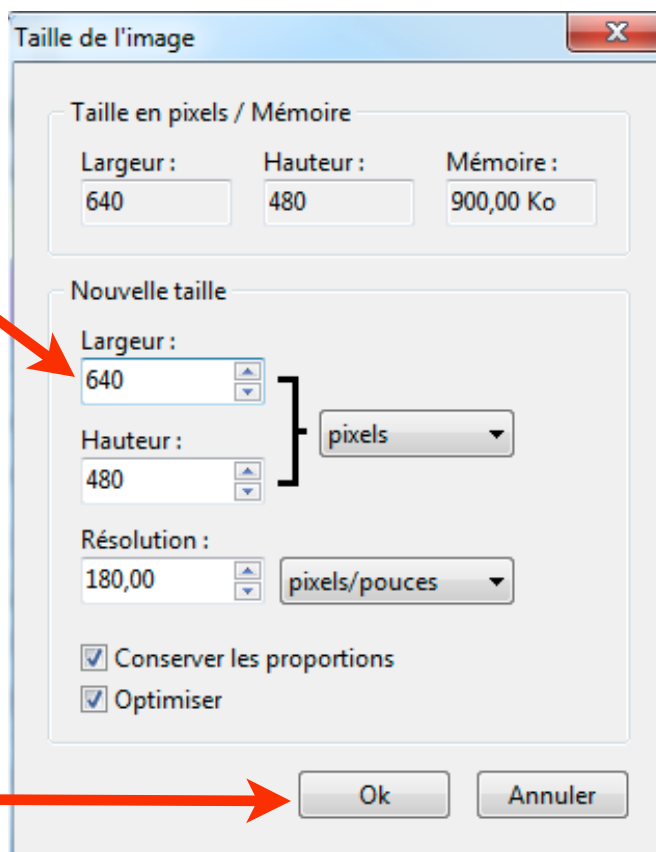 Taille de l'image
Taille en pixels / Mémoire
Largeur : Hauteur : Mémoire :
640 480 900,00 Ko
Nouvelle taille
Largeur :
640
pixels
Hauteur :
480
Résolution :
180,00 pixels/pouces
Conserver les proportions
Optimiser
Ok Annuler